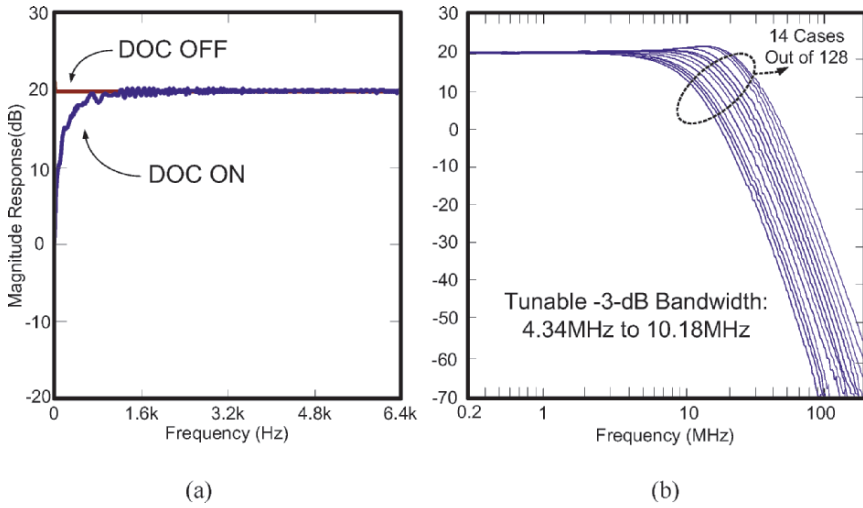 30
20
10
0
-10
-20
Magnitude Response(dB)
DOC OFF
DOC ON
0
1.6k
3.2k
4.8k
6.4k
Frequency (Hz)
(a)
30
20
10
0
-10
-20
-30
-40
-50
-60
-70
14 Cases
Out of 128
Tunable -3-dB Bandwidth:
4.34MHz to 10.18MHz
0.2
1
10
100
Frequency (MHz)
(b)